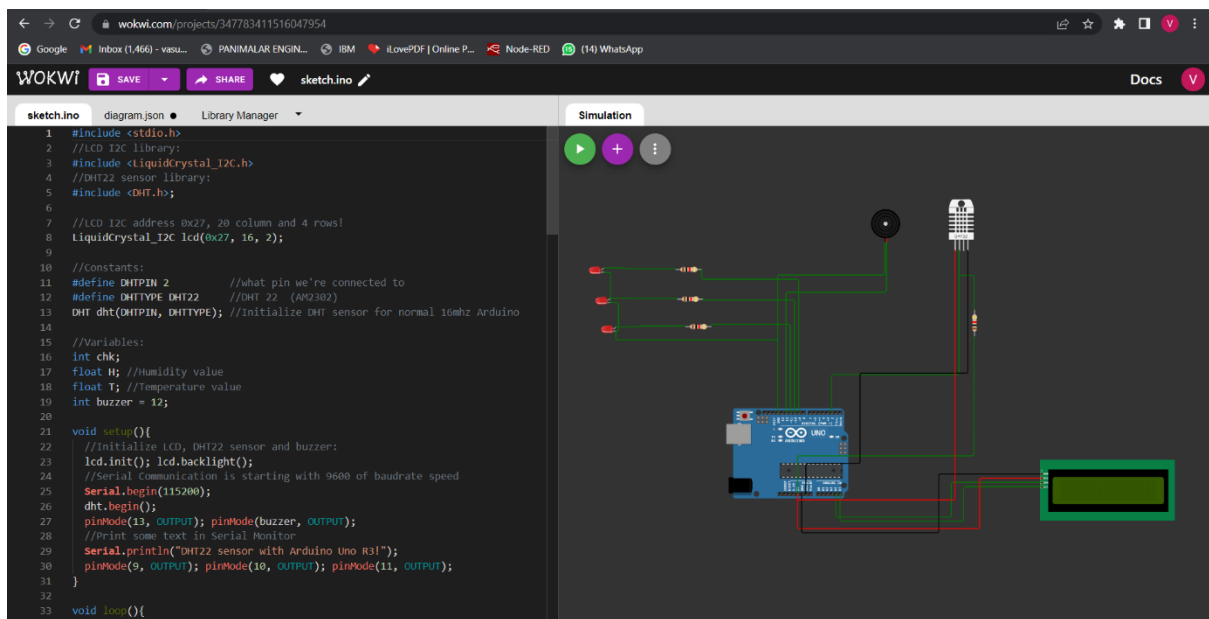 wokwi.com/projects/347783411516047954
V
Google Inbox (1,466) - vasu... PANIMALAR ENGIN... IBM iLovePDF | Online P... Node-RED (14) WhatsApp
WOKWi SAVE SHARE sketch.ino Docs V
sketch.ino diagram.json Library Manager Simulation
1 #include <stdio.h>
2 //LCD I2C library:
3 #include <LiquidCrystal_I2C.h>
4 //DHT22 sensor library:
5 #include <DHT.h>;
6
7 //LCD I2C address 0x27, 20 column and 4 rows!
8 LiquidCrystal_I2C lcd(0x27, 16, 2);
9
10 //Constants:
11 #define DHTPIN 2 //what pin we're connected to
12 #define DHTTYPE DHT22 //DHT 22 (AM2302)
13 DHT dht(DHTPIN, DHTTYPE); //Initialize DHT sensor for normal 16mhz Arduino
14
15 //Variables:
16 int chk;
17 float H; //Humidity value
18 float T; //Temperature value
19 int buzzer = 12;
20
21 void setup(){
22 //Initialize LCD, DHT22 sensor and buzzer:
23 lcd.init(); lcd.backlight();
24 //Serial Communication is starting with 9600 of baudrate speed
25 Serial.begin(115200);
26 dht.begin();
27 pinMode(13, OUTPUT); pinMode(buzzer, OUTPUT);
28 //Print some text in Serial Monitor
29 Serial.println("DHT22 sensor with Arduino Uno R3!");
30 pinMode(9, OUTPUT); pinMode(10, OUTPUT); pinMode(11, OUTPUT);
31 }
32
33 void loop(){
UNO
ARDUINO